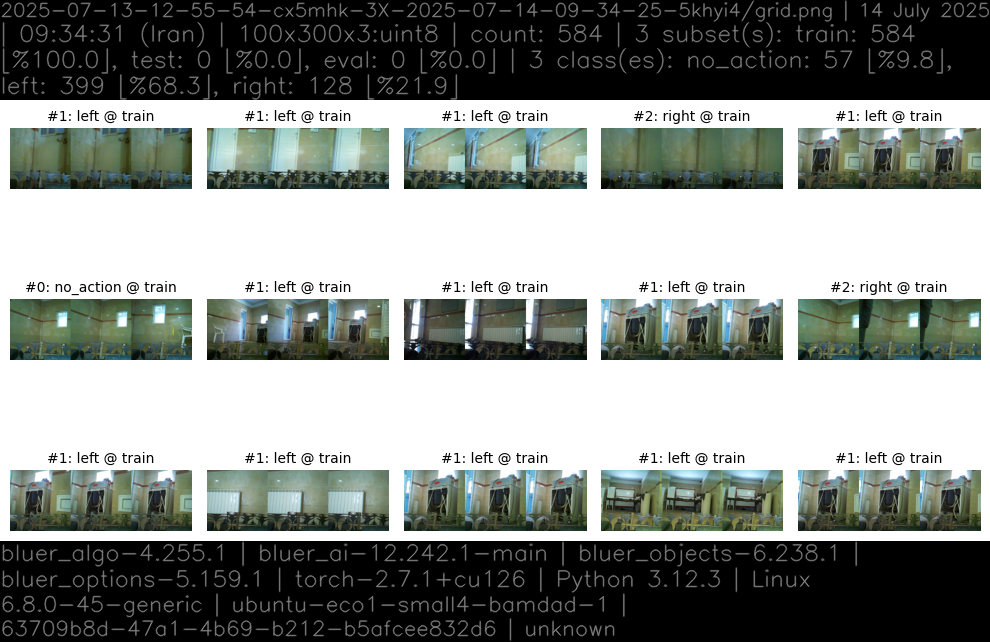 2025-07-13-12-55-54-cx5mhk-3X-2025-07-14-09-34-25-5khyi4/grid.png | 14 July 2025
| 09:34:31 (Iran) | 100x300x3:uint8 | count: 584 | 3 subset(s): train: 584
[%100.0], test: 0 [%0.0], eval: 0 [%0.0] | 3 class(es): no_action: 57 [%9.8],
left: 399 [%68.3], right: 128 [%21.9]
#1: left @ train #1: left @ train #1: left @ train #2: right @ train #1: left @ train
#0: no_action @ train #1: left @ train #1: left @ train #1: left @ train #2: right @ train
#1: left @ train #1: left @ train #1: left @ train #1: left @ train #1: left @ train
bluer_algo-4.255.1 | bluer_ai-12.242.1-main | bluer_objects-6.238.1 |
bluer_options-5.159.1 | torch-2.7.1+cu126 | Python 3.12.3 | Linux
6.8.0-45-generic | ubuntu-eco1-small4-bamdad-1 |
63709b8d-47a1-4b69-b212-b5afcee832d6 | unknown